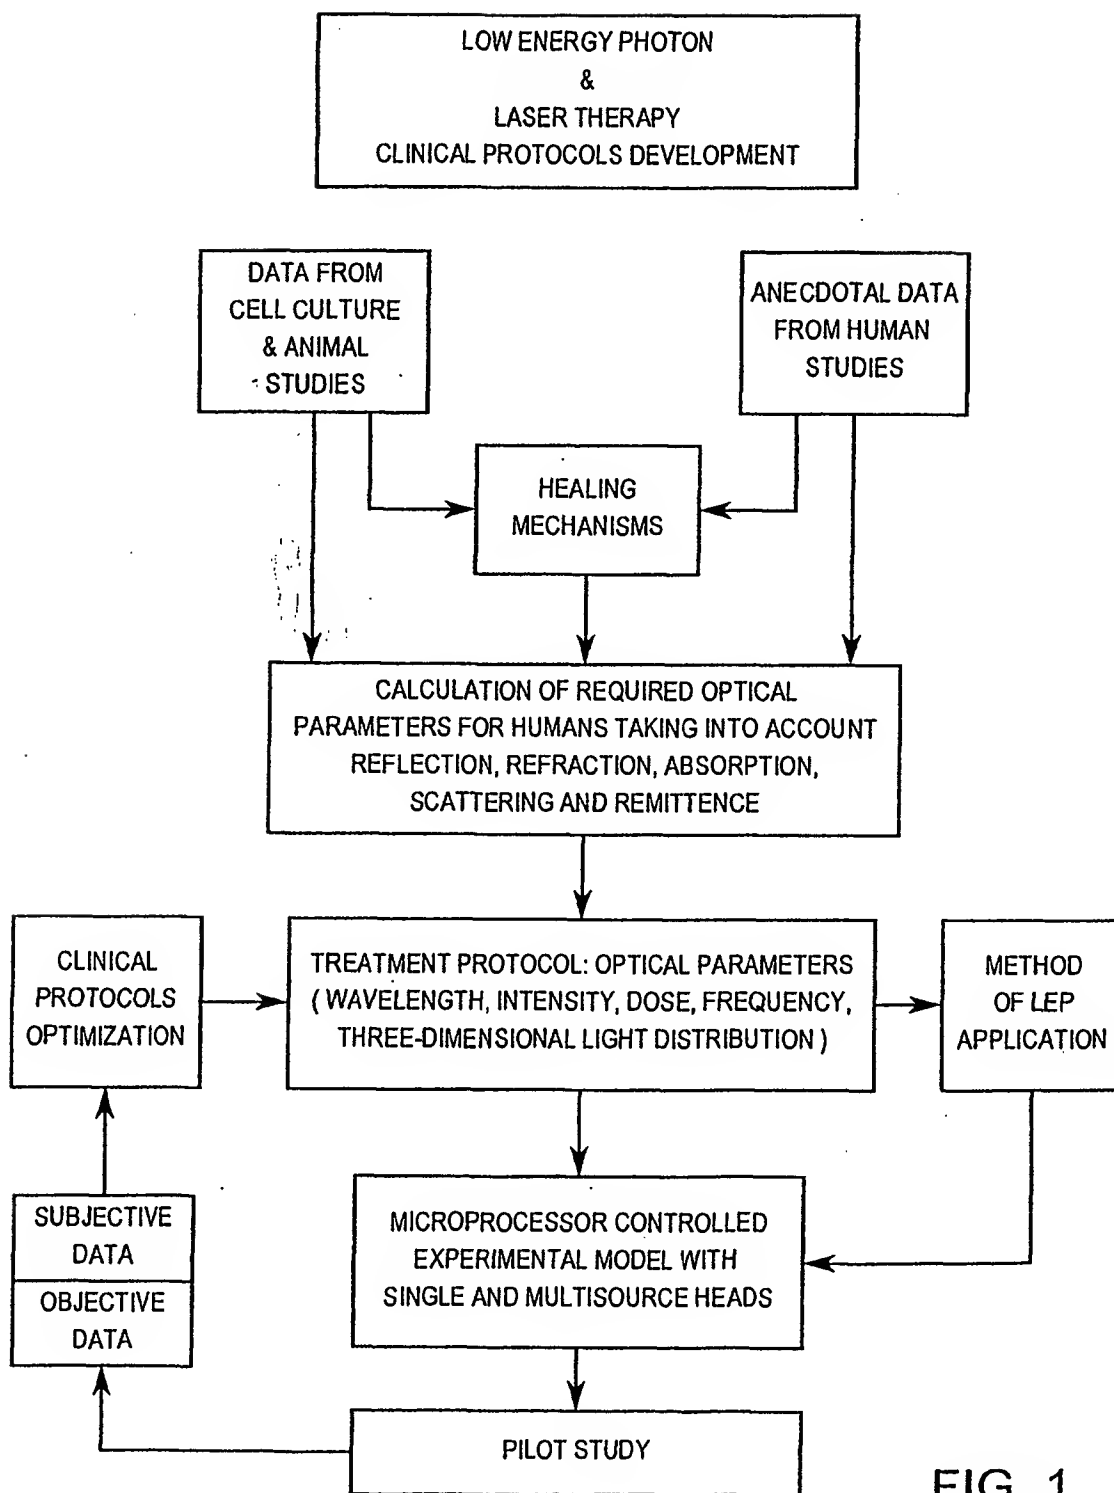 LOW ENERGY PHOTON
&
LASER THERAPY
CLINICAL PROTOCOLS DEVELOPMENT
DATA FROM
CELL CULTURE
& ANIMAL
STUDIES
ANECDOTAL DATA
FROM HUMAN
STUDIES
HEALING
MECHANISMS
CALCULATION OF REQUIRED OPTICAL
PARAMETERS FOR HUMANS TAKING INTO ACCOUNT
REFLECTION, REFRACTION, ABSORPTION,
SCATTERING AND REMITTENCE
CLINICAL
PROTOCOLS
OPTIMIZATION
TREATMENT PROTOCOL: OPTICAL PARAMETERS
( WAVELENGTH, INTENSITY, DOSE, FREQUENCY,
THREE-DIMENSIONAL LIGHT DISTRIBUTION )
METHOD
OF LEP
APPLICATION
SUBJECTIVE
DATA
OBJECTIVE
DATA
MICROPROCESSOR CONTROLLED
EXPERIMENTAL MODEL WITH
SINGLE AND MULTISOURCE HEADS
PILOT STUDY
FIG. 1